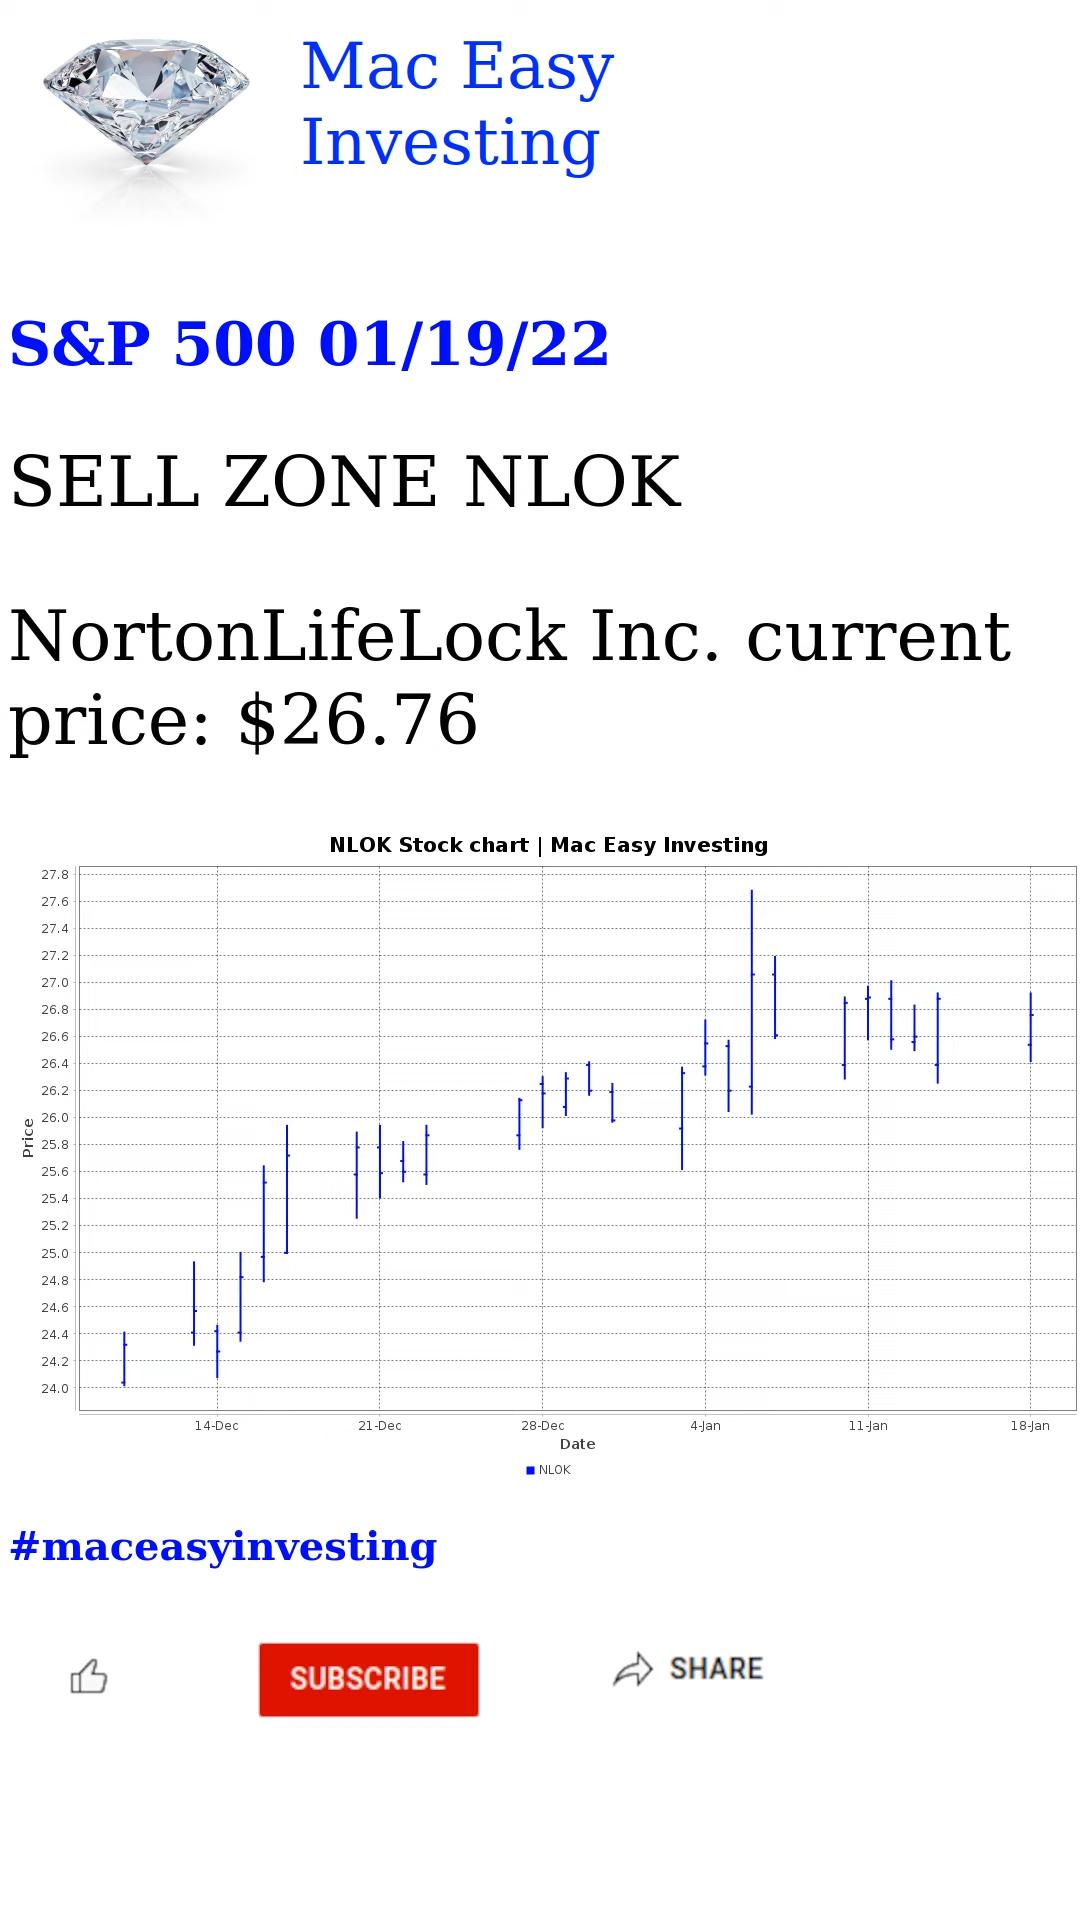 Mac Easy
Investing
S&P 500 01/19/22
SELL ZONE NLOK
NortonLifeLock Inc. current
price: $26.76
NLOK Stock chart | Mac Easy Investing
27.8
27.6
27.4
27.2
27.0
26.8
26.6
26.4
26.2
26.0
25.8
25.6
25.4
25.2
25.0
24.8
24.6
24.4
24.2
24.0
Price
14-Dec 21-Dec 28-Dec 4-Jan 11-Jan 18-Jan
Date
NLOK
#maceasyinvesting
SUBSCRIBE
SHARE